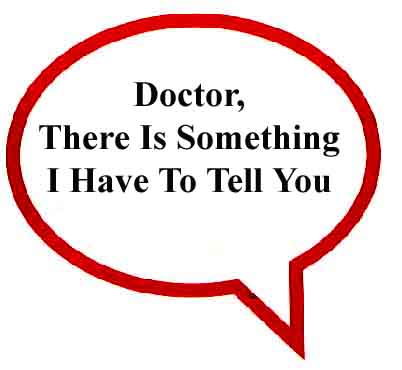 Doctor,
There Is Something
I Have To Tell You